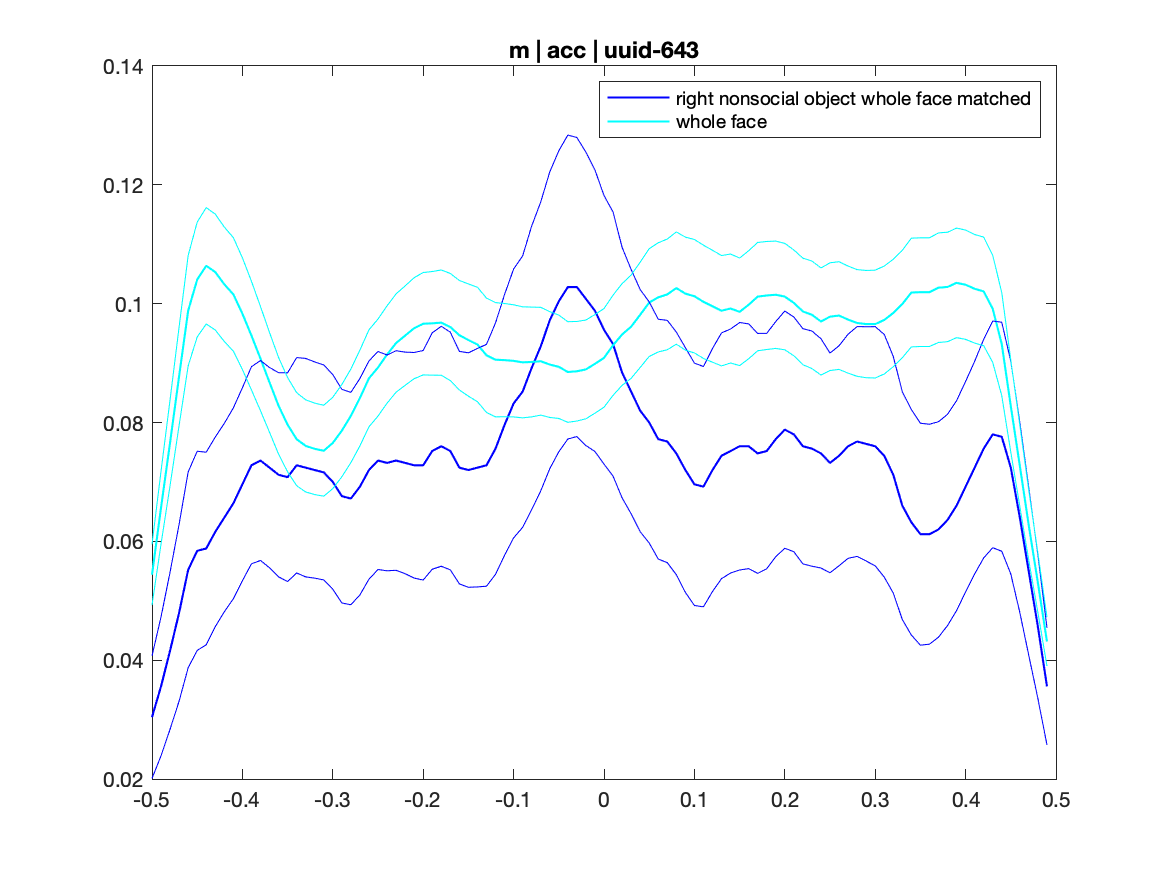 m | acc | uuid-643
right nonsocial object whole face matched
whole face
0.14
0.12
0.1
0.08
0.06
0.04
0.02
-0.5 -0.4 -0.3 -0.2 -0.1 0 0.1 0.2 0.3 0.4 0.5